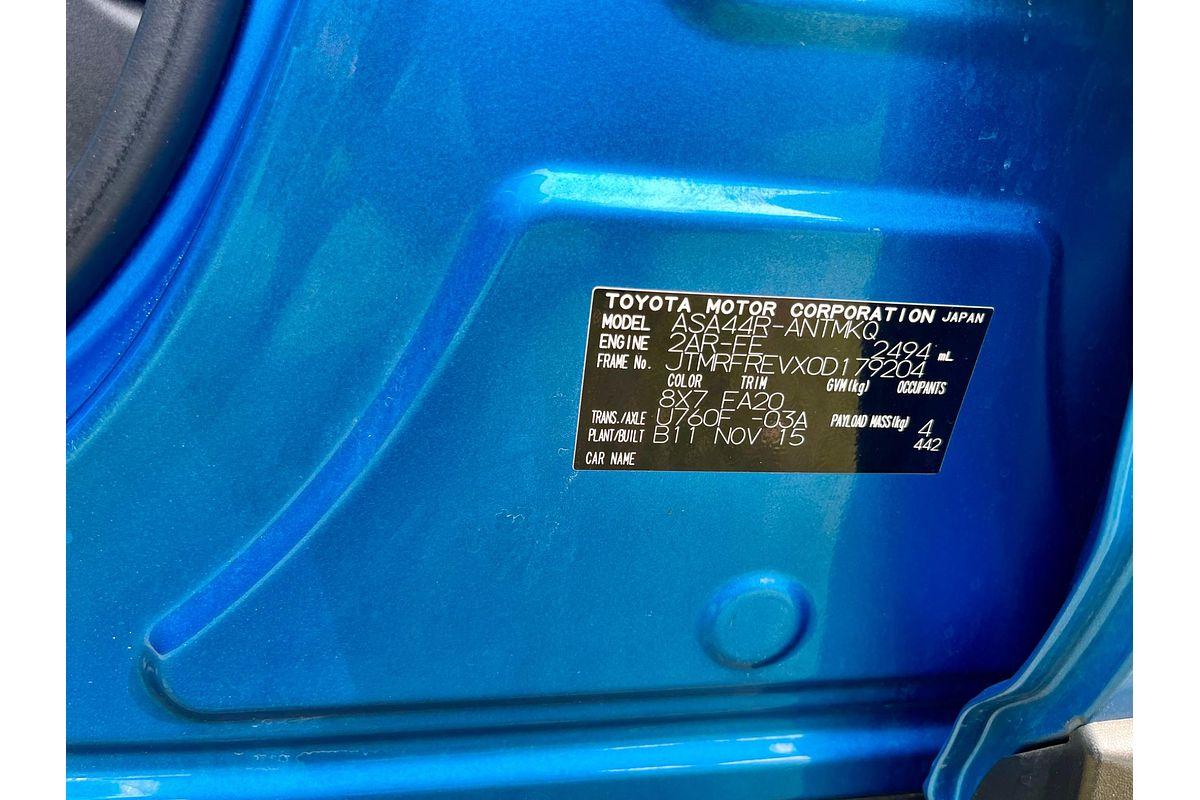 TOYOTA MOTOR CORPORATION JAPAN
MODEL ASA44R-ANTMKQ
ENGINE 2AR-FE 2494 mL
FRAME No. JTMRFREVX0D179204
COLOR TRIM GVM(kg) OCCUPANTS
8X7 EA20
TRANS./AXLE U760F -03A PAYLOAD MASS(kg) 4
PLANT/BUILT B11 NOV 15 442
CAR NAME